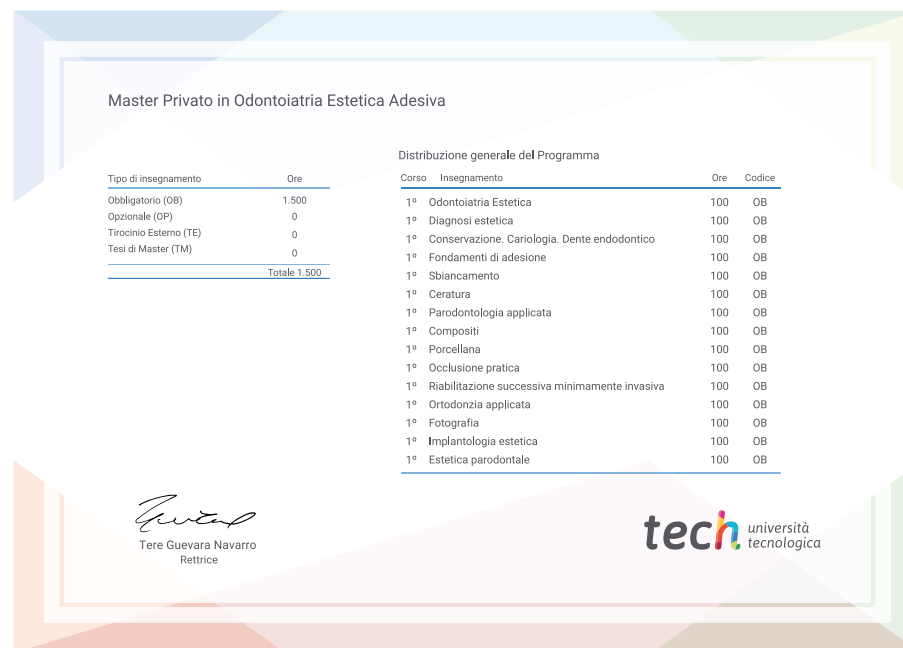 Master Privato in Odontoiatria Estetica Adesiva
Tipo di insegnamento Ore
Obbligatorio (OB) 1.500
Opzionale (OP) 0
Tirocinio Esterno (TE) 0
Tesi di Master (TM) 0
Totale 1.500
Distribuzione generale del Programma
Corso Insegnamento Ore Codice
1º Odontoiatria Estetica 100 OB
1º Diagnosi estetica 100 OB
1º Conservazione. Cariologia. Dente endodontico 100 OB
1º Fondamenti di adesione 100 OB
1º Sbiancamento 100 OB
1º Ceratura 100 OB
1º Parodontologia applicata 100 OB
1º Compositi 100 OB
1º Porcellana 100 OB
1º Occlusione pratica 100 OB
1º Riabilitazione successiva minimamente invasiva 100 OB
1º Ortodonzia applicata 100 OB
1º Fotografia 100 OB
1º Implantologia estetica 100 OB
1º Estetica parodontale 100 OB
Tere Guevara Navarro
Rettrice
tech università
tecnologica